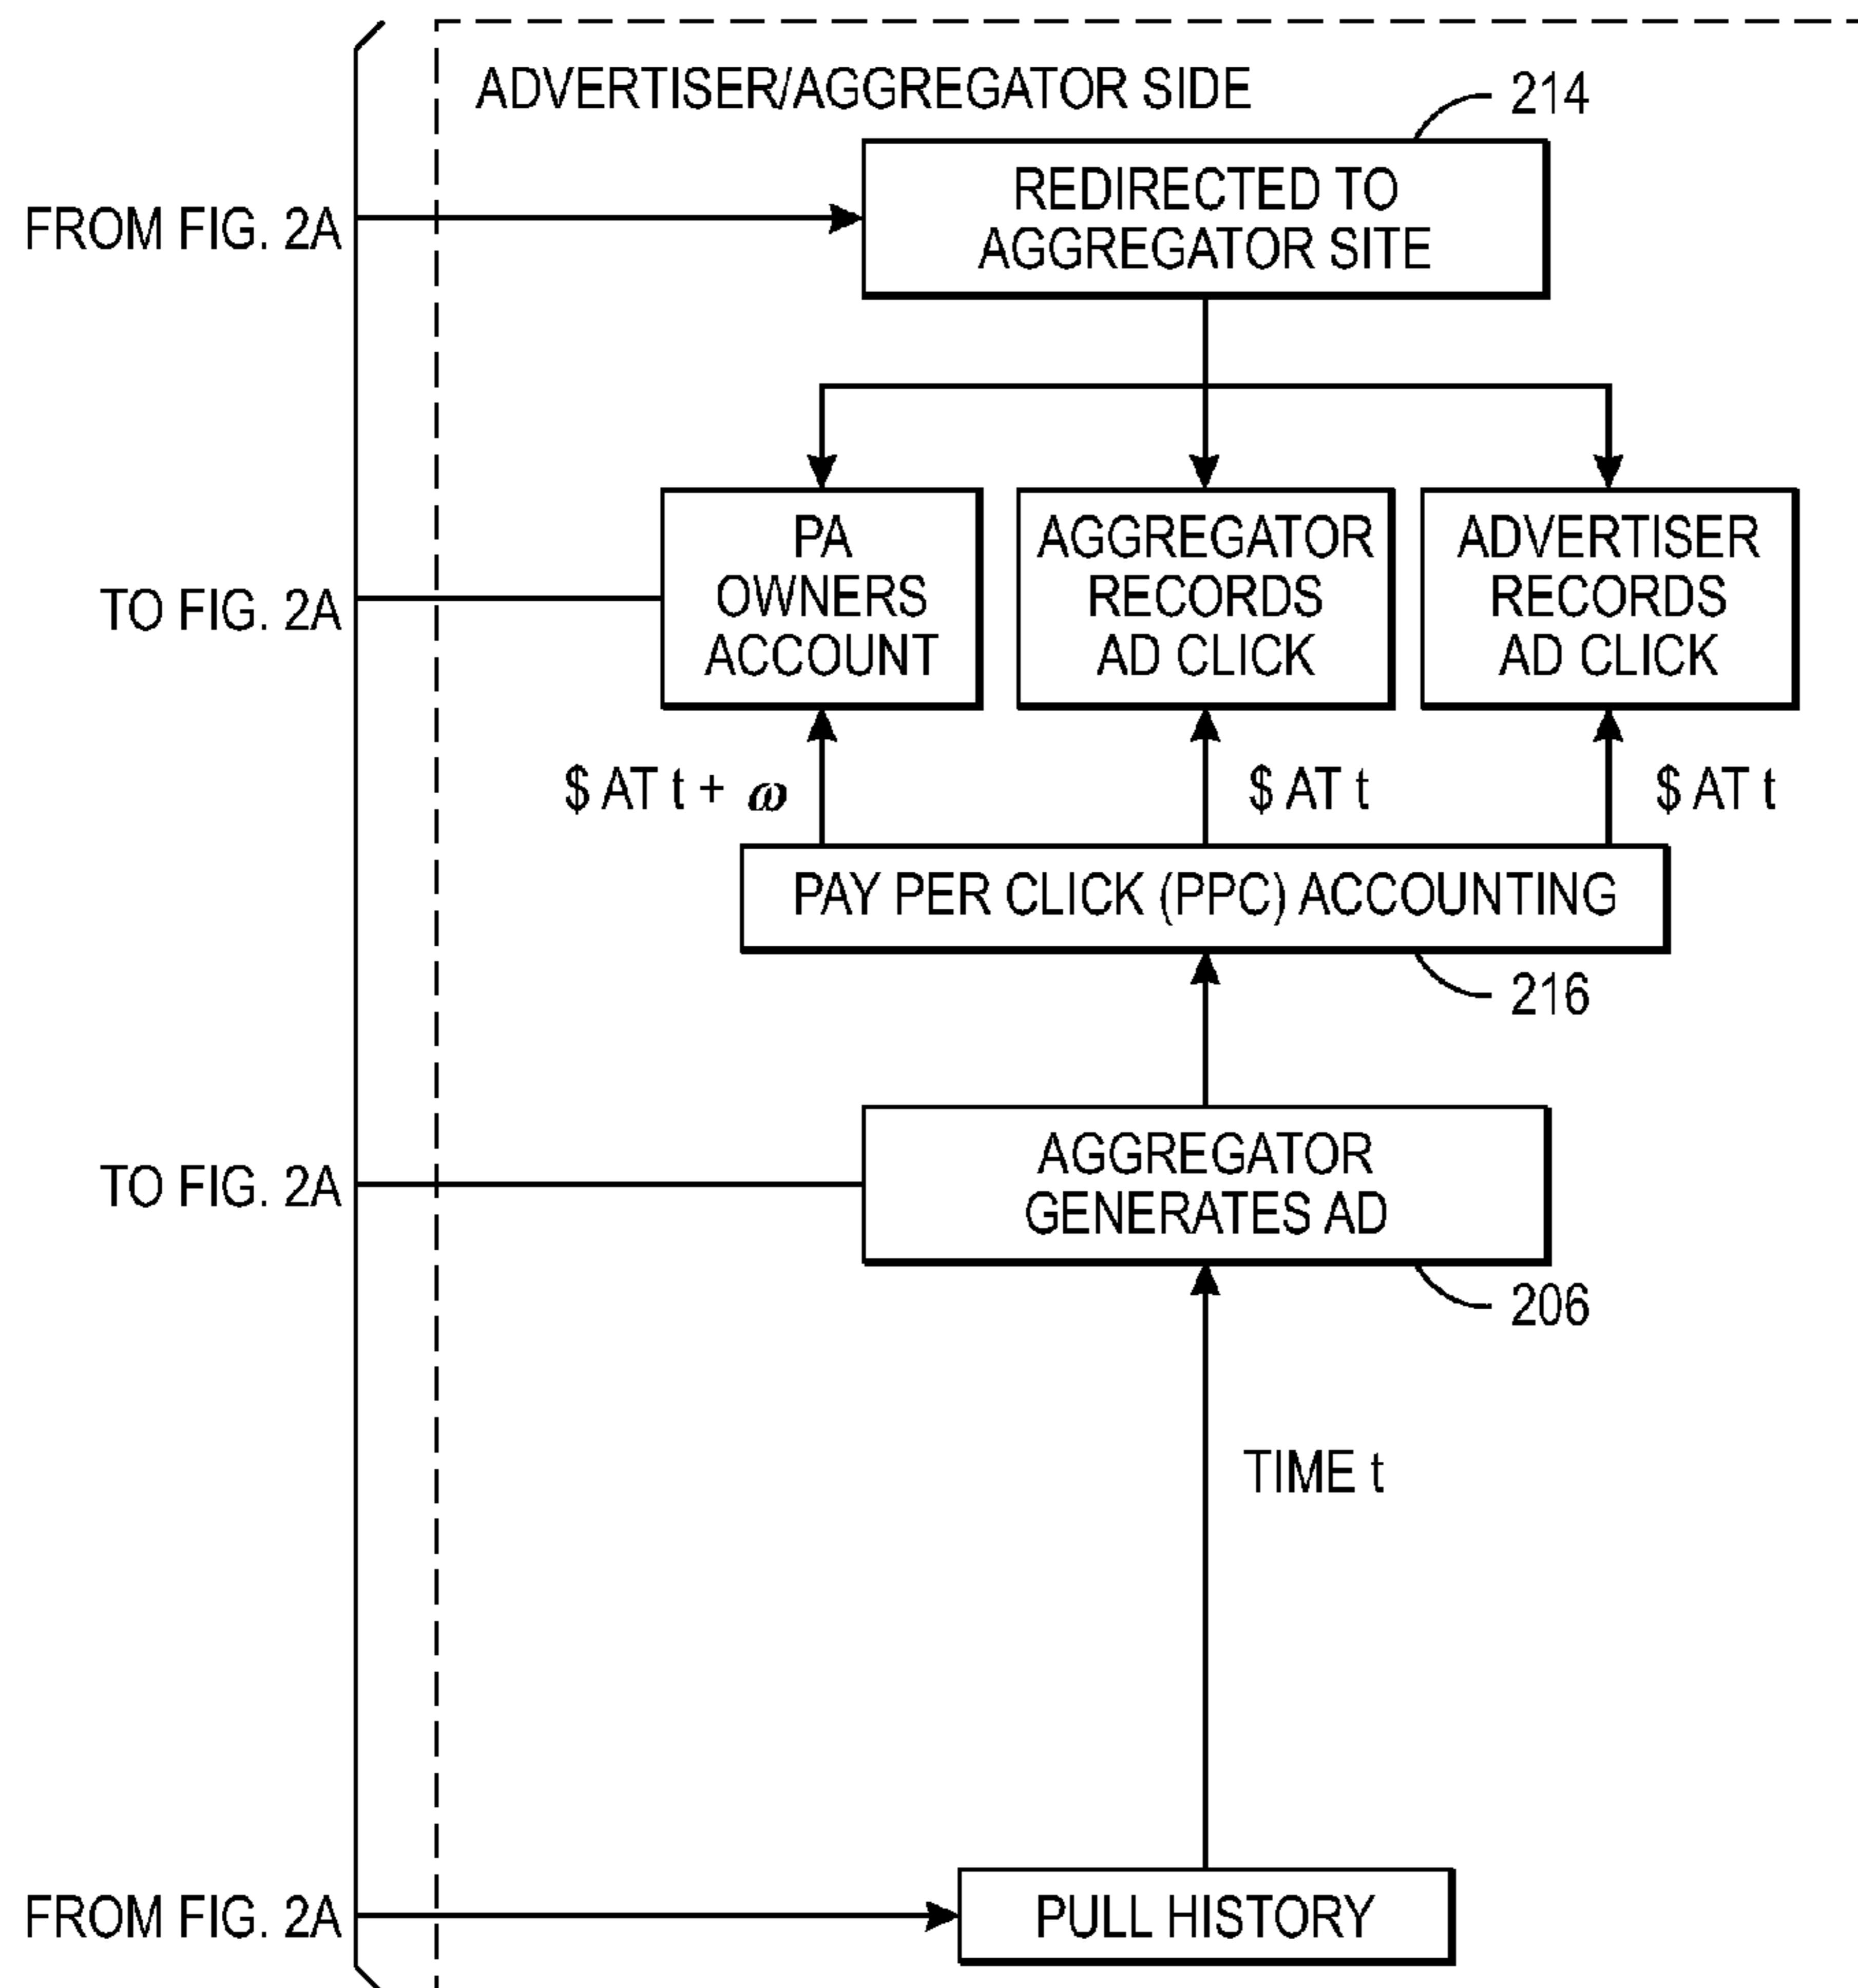 ADVERTISER/AGGREGATOR SIDE
214
REDIRECTED TO
AGGREGATOR SITE
FROM FIG. 2A
PA
OWNERS
ACCOUNT
AGGREGATOR
RECORDS
AD CLICK
ADVERTISER
RECORDS
AD CLICK
TO FIG. 2A
$ AT t + ω
$ AT t
$ AT t
PAY PER CLICK (PPC) ACCOUNTING
216
AGGREGATOR
GENERATES AD
TO FIG. 2A
206
TIME t
FROM FIG. 2A
PULL HISTORY